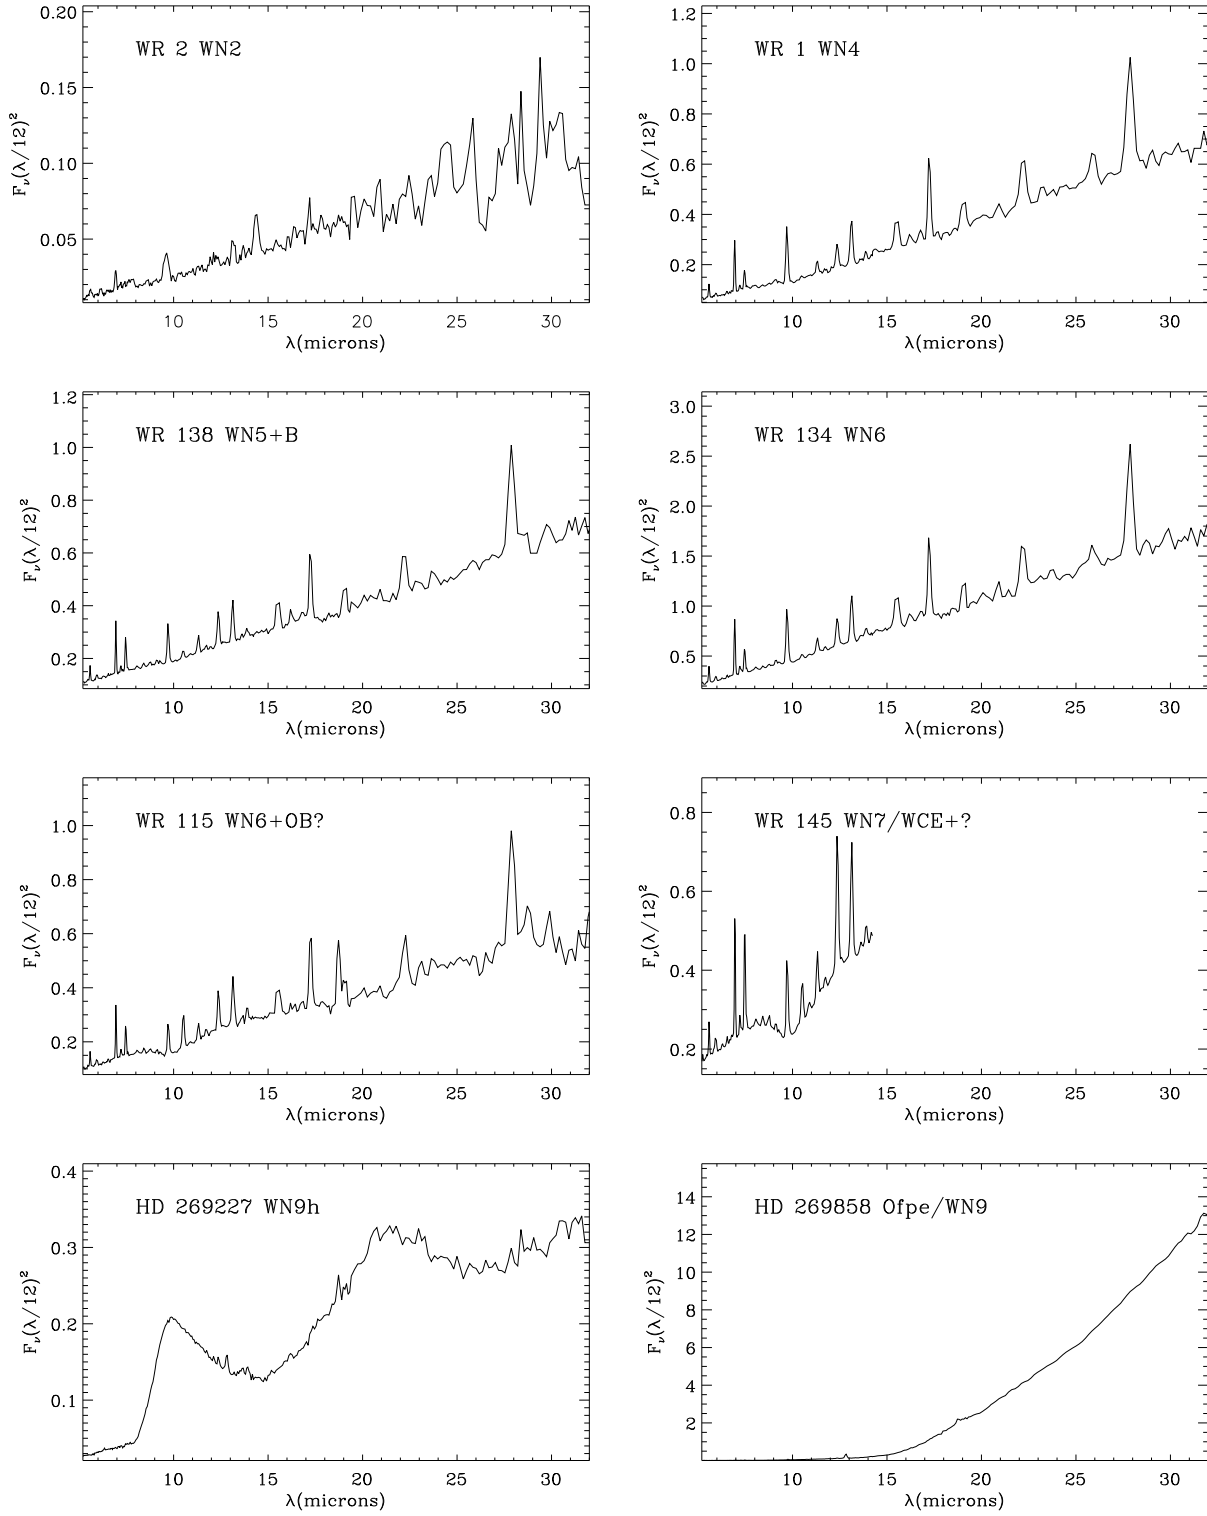 WR 2 WN2
0.20
0.15
0.10
0.05
F_ν(λ/12)²
10 15 20 25 30
λ(microns)
WR 1 WN4
1.2
1.0
0.8
0.6
0.4
0.2
F_ν(λ/12)²
10 15 20 25 30
λ(microns)
WR 138 WN5+B
1.2
1.0
0.8
0.6
0.4
0.2
F_ν(λ/12)²
10 15 20 25 30
λ(microns)
WR 134 WN6
3.0
2.5
2.0
1.5
1.0
0.5
F_ν(λ/12)²
10 15 20 25 30
λ(microns)
WR 115 WN6+OB?
1.0
0.8
0.6
0.4
0.2
F_ν(λ/12)²
10 15 20 25 30
λ(microns)
WR 145 WN7/WCE+?
0.8
0.6
0.4
0.2
F_ν(λ/12)²
10 15 20 25 30
λ(microns)
HD 269227 WN9h
0.4
0.3
0.2
0.1
F_ν(λ/12)²
10 15 20 25 30
λ(microns)
HD 269858 Ofpe/WN9
14
12
10
8
6
4
2
F_ν(λ/12)²
10 15 20 25 30
λ(microns)